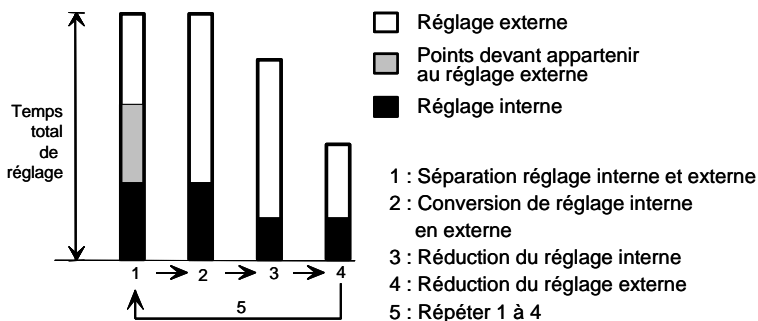 Réglage externe
Points devant appartenir
au réglage externe
Réglage interne
Temps
total
de
réglage
1 : Séparation réglage interne et externe
2 : Conversion de réglage interne
en externe
3 : Réduction du réglage interne
4 : Réduction du réglage externe
5 : Répéter 1 à 4
1 2 3 4
5